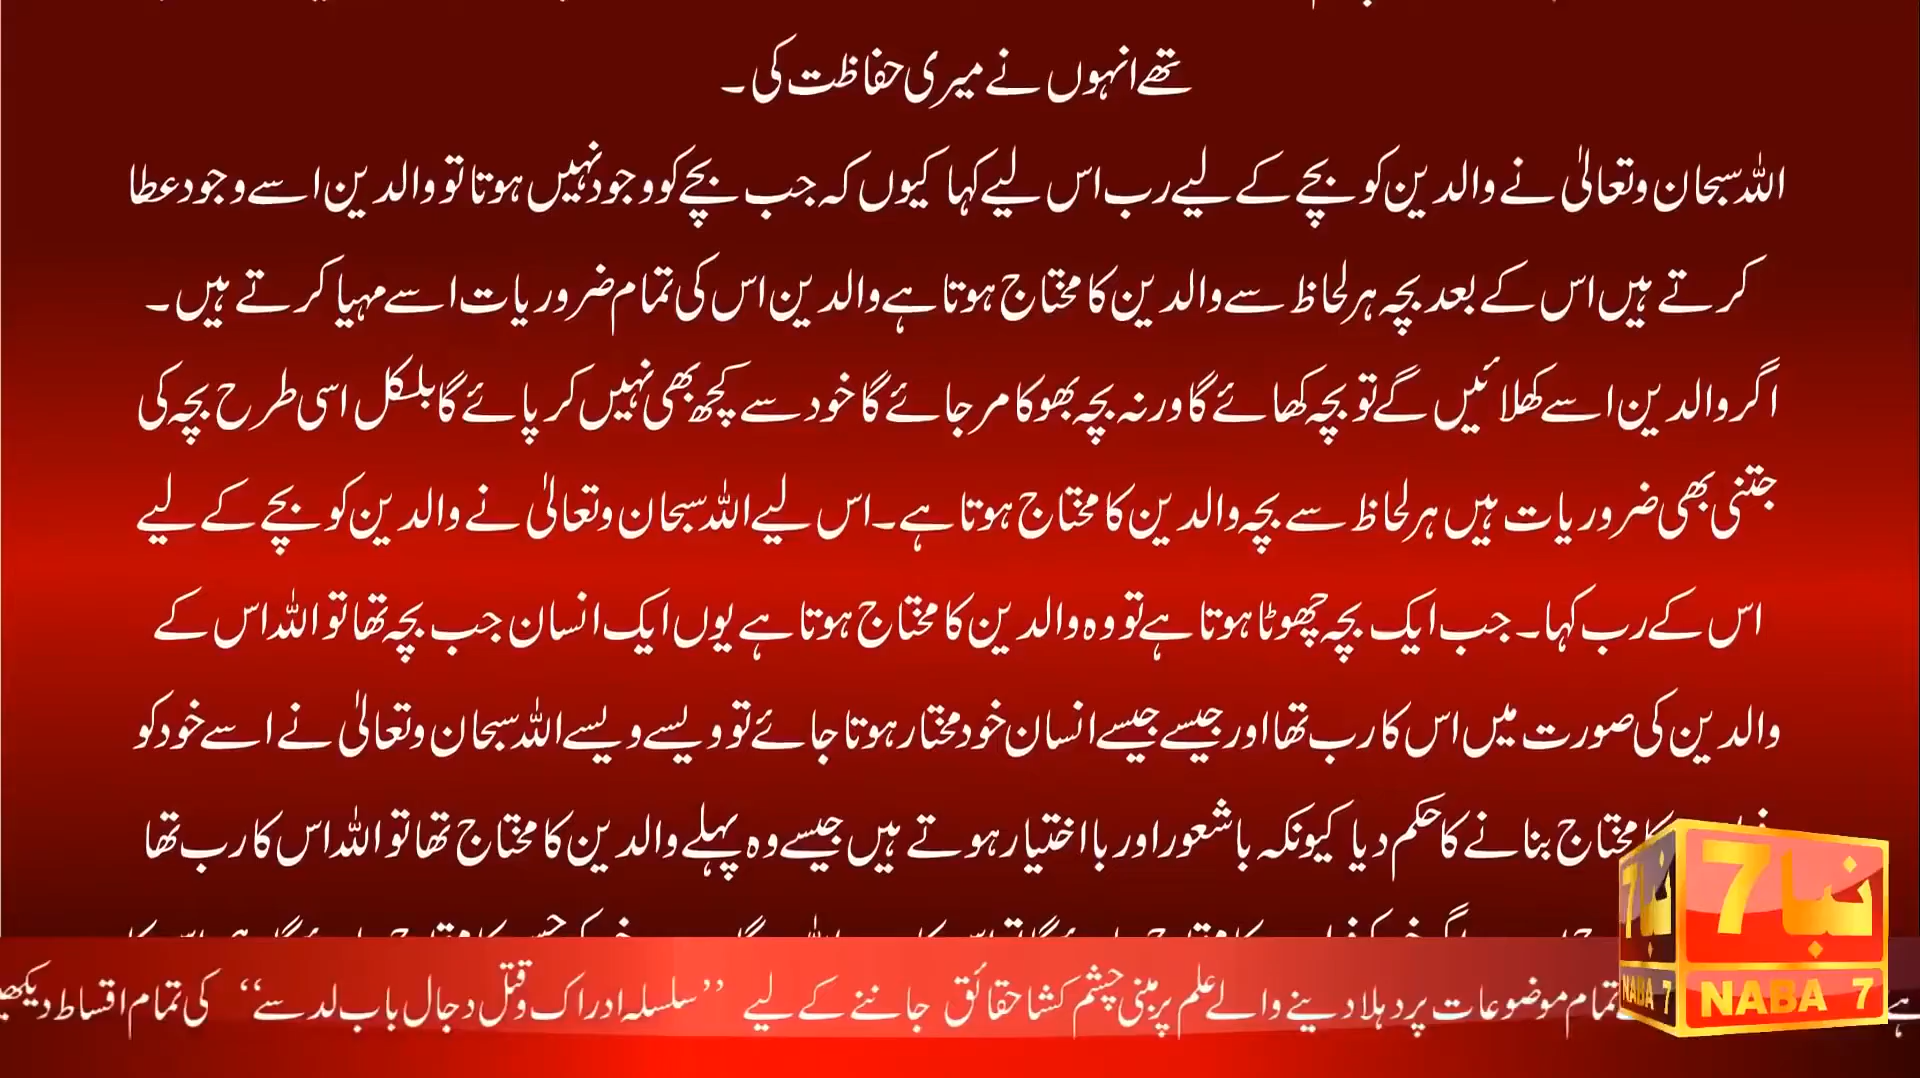 تھے انہوں نے میری حفاظت کی۔
اللہ سبحان وتعالیٰ نے والدین کو بچے کے لیے رب اس لیے کہا کیوں کہ جب بچے کو وجود نہیں ہوتا تو والدین اسے وجود عطا
کرتے ہیں اس کے بعد بچہ ہر لحاظ سے والدین کا محتاج ہوتا ہے والدین اس کی تمام ضروریات اسے مہیا کرتے ہیں۔
اگر والدین اسے کھلائیں گے تو بچہ کھائے گا ورنہ بچہ بھوکا مر جائے گا خود سے کچھ بھی نہیں کر پائے گا بلکل اسی طرح بچہ کی
جتنی بھی ضروریات ہیں ہر لحاظ سے بچہ والدین کا محتاج ہوتا ہے۔ اس لیے اللہ سبحان وتعالیٰ نے والدین کو بچے کے لیے
اس کے رب کہا۔ جب ایک بچہ چھوٹا ہوتا ہے تو وہ والدین کا محتاج ہوتا ہے یوں ایک انسان جب بچہ تھا تو اللہ اس کے
والدین کی صورت میں اس کا رب تھا اور جیسے جیسے انسان خود مختار ہوتا جائے تو ویسے ویسے اللہ سبحان وتعالیٰ نے اسے خود کو
کا محتاج بنانے کا حکم دیا کیونکہ باشعور اور بااختیار ہوتے ہیں جیسے وہ پہلے والدین کا محتاج تھا تو اللہ اس کا رب تھا
ہے تمام موضوعات پر دہلا دینے والے علم پر مبنی چشم کشا حقائق جاننے کے لیے ’’سلسلہ ادراک و قتل دجال باب لد سے‘‘ کی تمام اقساط دیکھیں
نبا 7
NABA 7
نبا 7
NABA 7